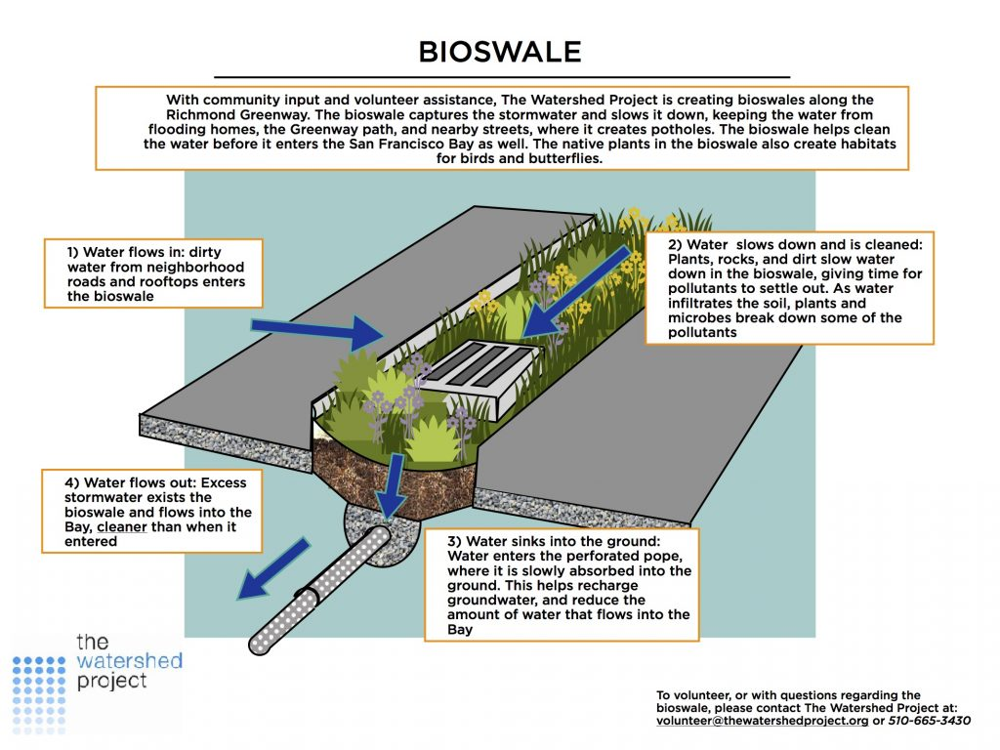 BIOSWALE
With community input and volunteer assistance, The Watershed Project is creating bioswales along the
Richmond Greenway. The bioswale captures the stormwater and slows it down, keeping the water from
flooding homes, the Greenway path, and nearby streets, where it creates potholes. The bioswale helps clean
the water before it enters the San Francisco Bay as well. The native plants in the bioswale also create habitats
for birds and butterflies.
1) Water flows in: dirty
water from neighborhood
roads and rooftops enters
the bioswale
2) Water slows down and is cleaned:
Plants, rocks, and dirt slow water
down in the bioswale, giving time for
pollutants to settle out. As water
infiltrates the soil, plants and
microbes break down some of the
pollutants
4) Water flows out: Excess
stormwater exists the
bioswale and flows into the
Bay, cleaner than when it
entered
3) Water sinks into the ground:
Water enters the perforated pope,
where it is slowly absorbed into the
ground. This helps recharge
groundwater, and reduce the
amount of water that flows into the
Bay
the
watershed
project
To volunteer, or with questions regarding the
bioswale, please contact The Watershed Project at:
volunteer@thewatershedproject.org or 510-665-3430